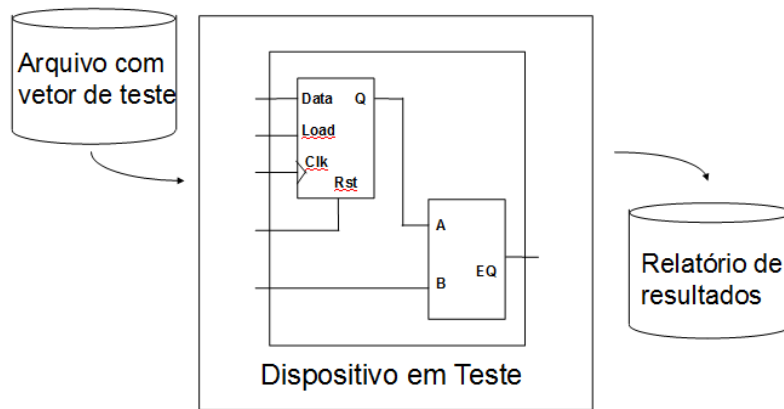 Arquivo com
vetor de teste
Data Q
Load
Clk
Rst
A
EQ
B
Relatório de
resultados
Dispositivo em Teste